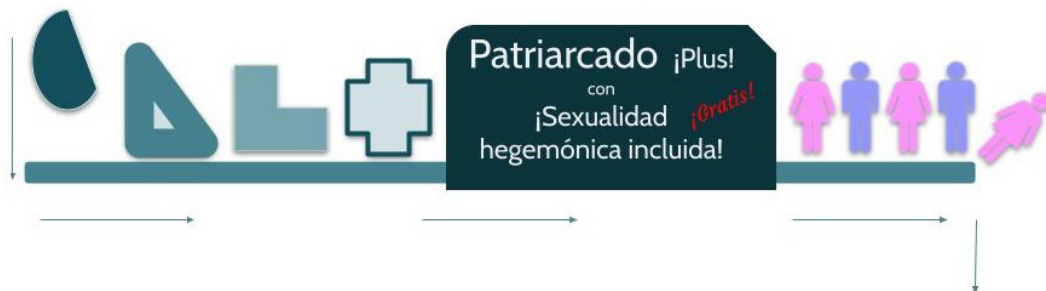 Patriarcado ¡Plus!
con
¡Sexualidad ¡Gratis!
hegemónica incluida!